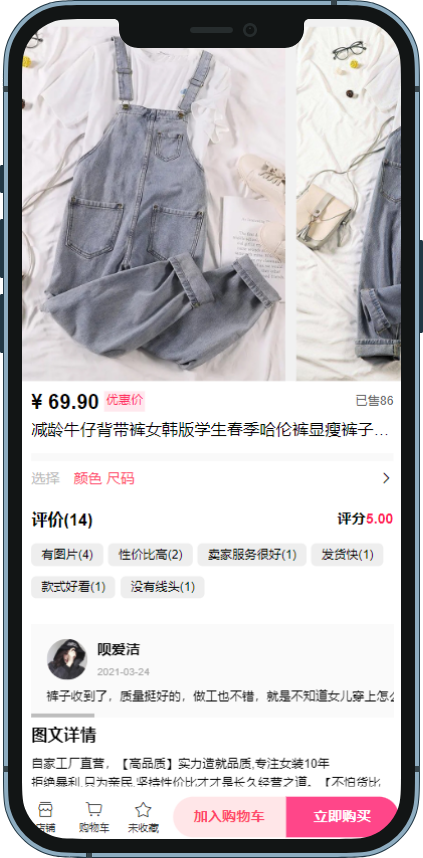 ¥ 69.90 优惠价 已售86
减龄牛仔背带裤女韩版学生春季哈伦裤显瘦裤子...
选择 颜色 尺码
评价(14) 评分5.00
有图片(4) 性价比高(2) 卖家服务很好(1) 发货快(1)
款式好看(1) 没有线头(1)
呗爱洁
2021-03-24
裤子收到了，质量挺好的，做工也不错，就是不知道女儿穿上怎么
图文详情
自家工厂直营，【高品质】实力造就品质,专注女装10年
拒绝暴利,只为亲民,坚持性价比才才是长久经营之道。【不怕货比
店铺 购物车 未收藏 加入购物车 立即购买